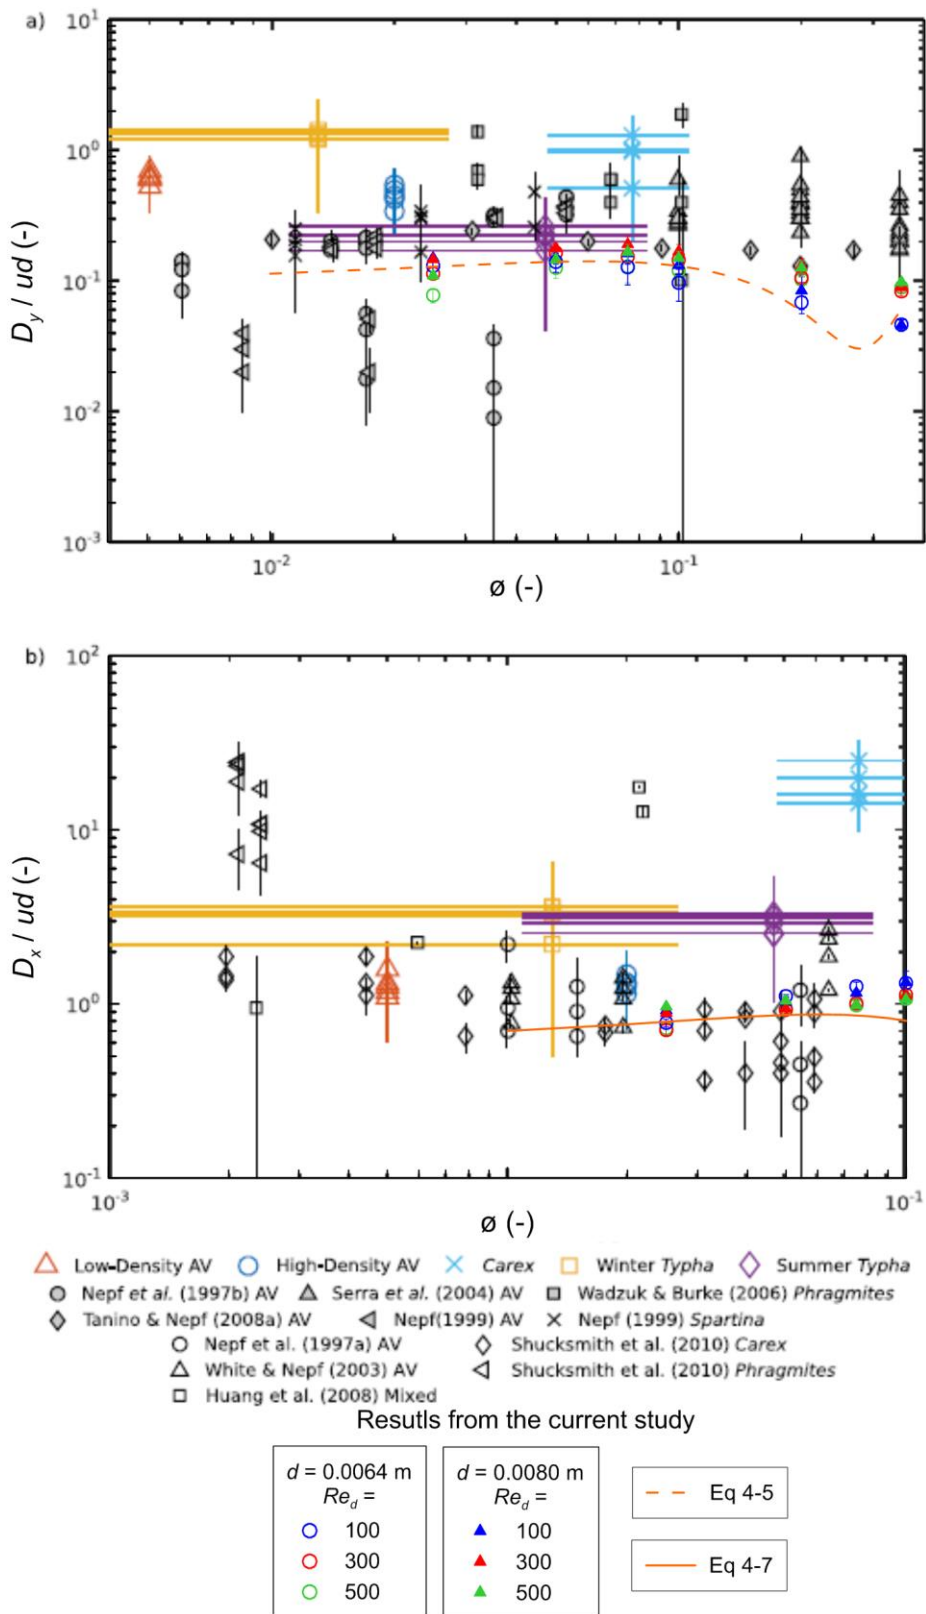 a)
10^1
10^0
10^-1
10^-2
10^-3
D_y / ud (-)
10^-2
10^-1
ø (-)
b)
10^2
10^1
10^0
10^-1
D_x / ud (-)
10^-3
10^-1
ø (-)
Low-Density AV High-Density AV Carex Winter Typha Summer Typha
Nepf et al. (1997b) AV Serra et al. (2004) AV Wadzuk & Burke (2006) Phragmites
Tanino & Nepf (2008a) AV Nepf(1999) AV Nepf (1999) Spartina
Nepf et al. (1997a) AV Shucksmith et al. (2010) Carex
White & Nepf (2003) AV Shucksmith et al. (2010) Phragmites
Huang et al. (2008) Mixed
Resutls from the current study
d = 0.0064 m
Re_d =
100
300
500
d = 0.0080 m
Re_d =
100
300
500
Eq 4-5
Eq 4-7